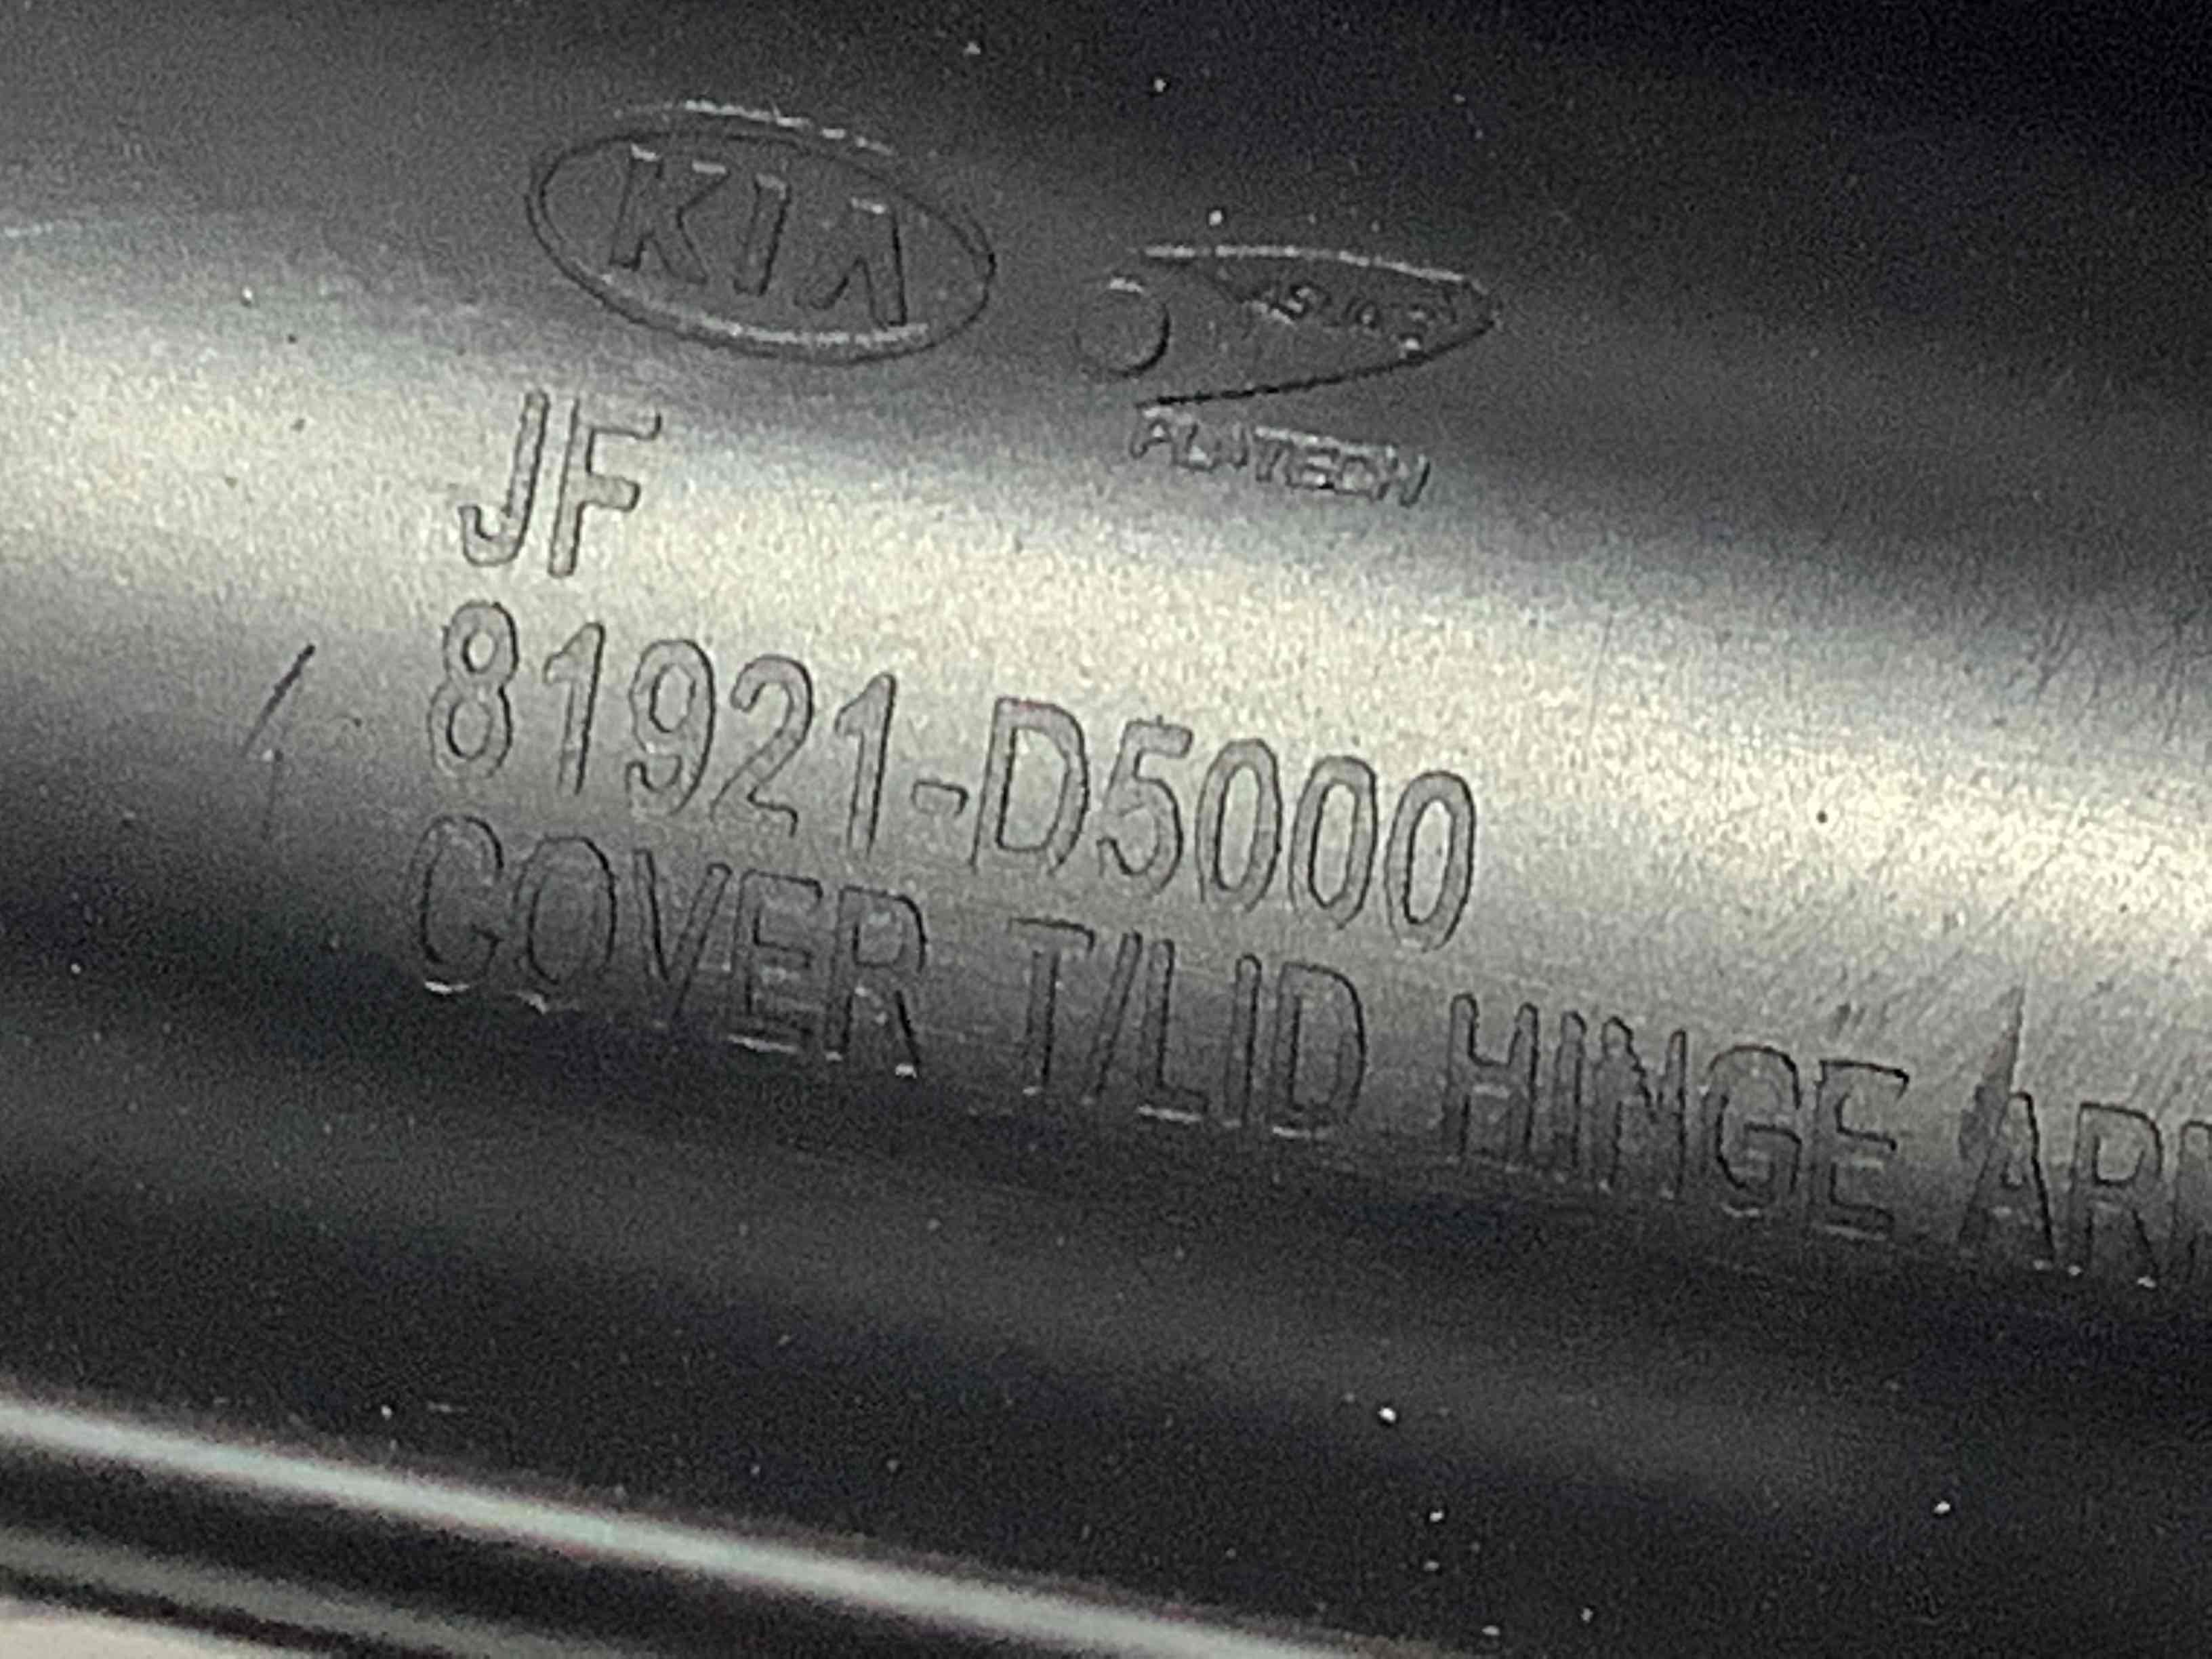 KIA
JF
81921-D5000
COVER T/LID HINGE